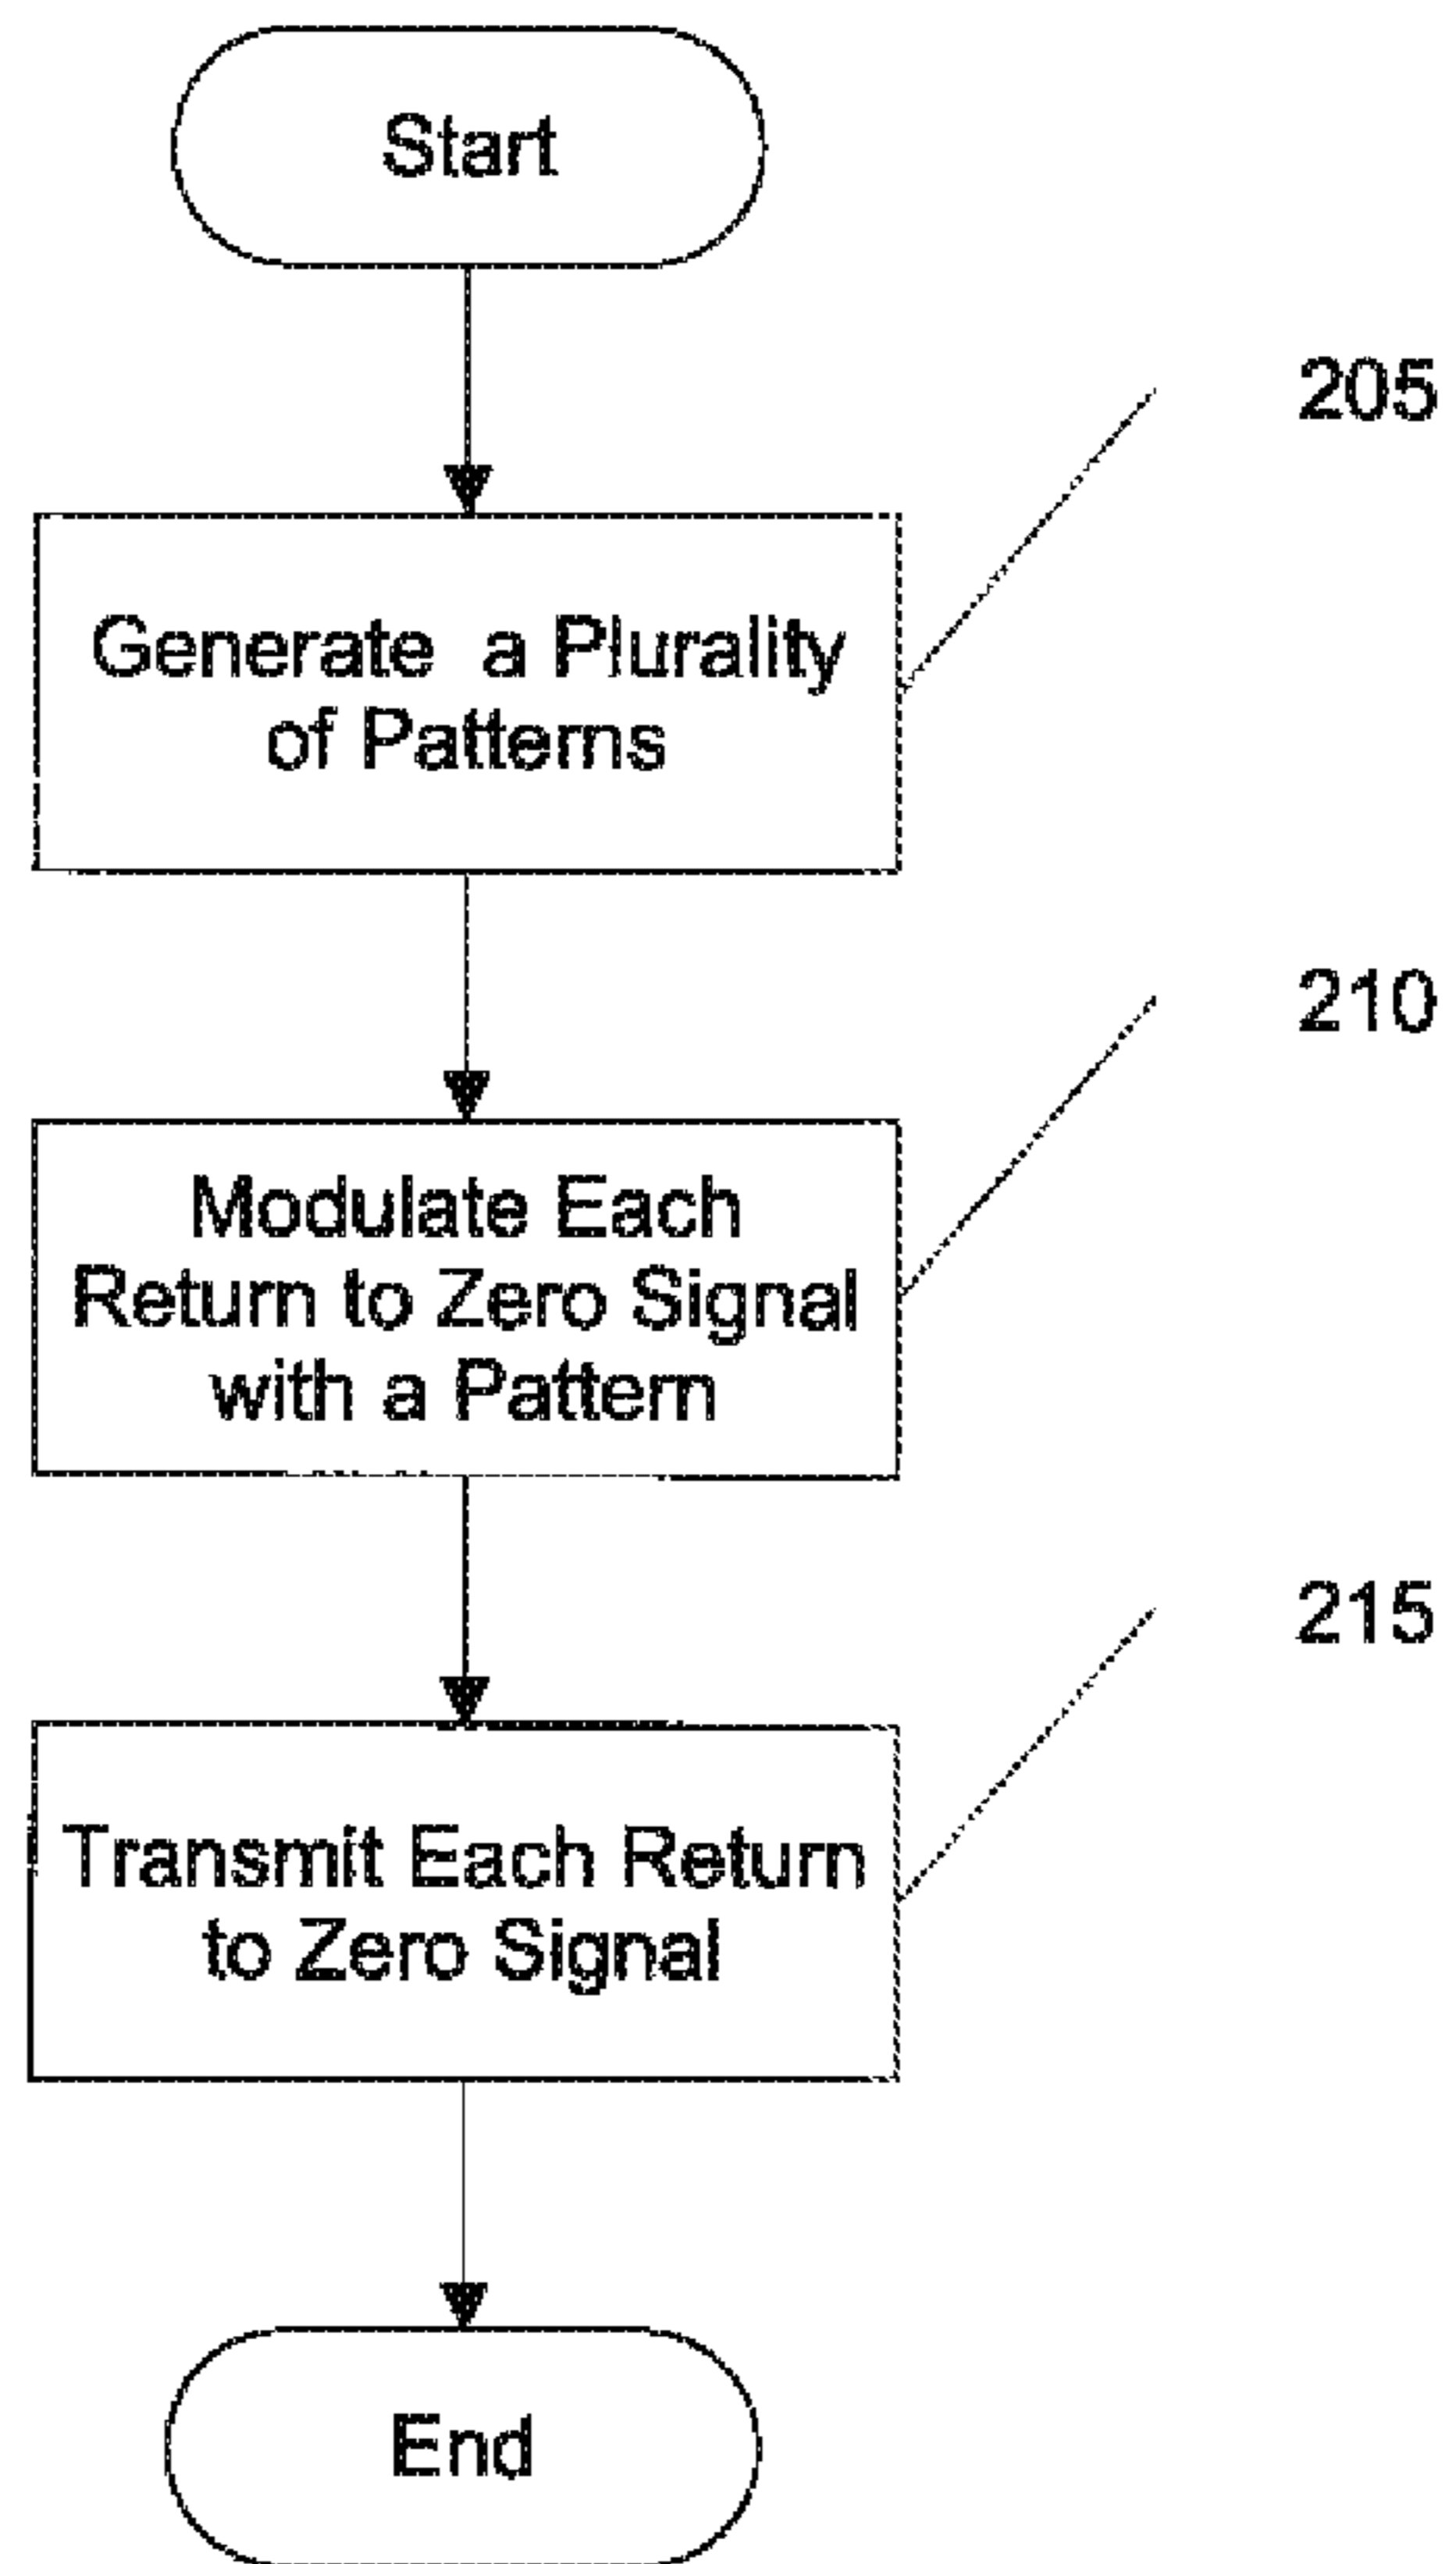 Start
205
Generate a Plurality
of Patterns
210
Modulate Each
Return to Zero Signal
with a Pattern
215
Transmit Each Return
to Zero Signal
End